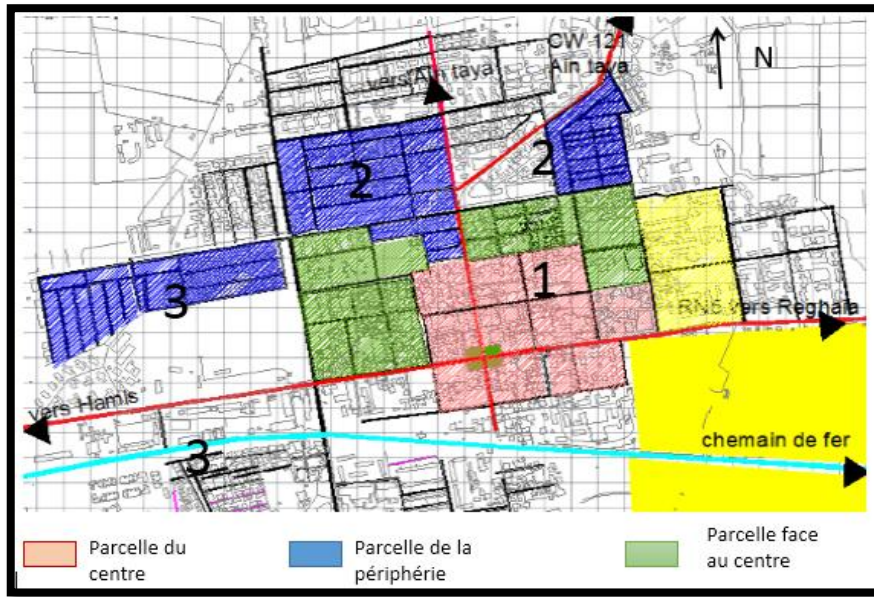 CW 121
Ain taya
vers Ain taya
N
2
2
1
3
RN5 vers Reghaia
vers Hamis
3
chemain de fer
Parcelle du
centre
Parcelle de la
périphérie
Parcelle face
au centre